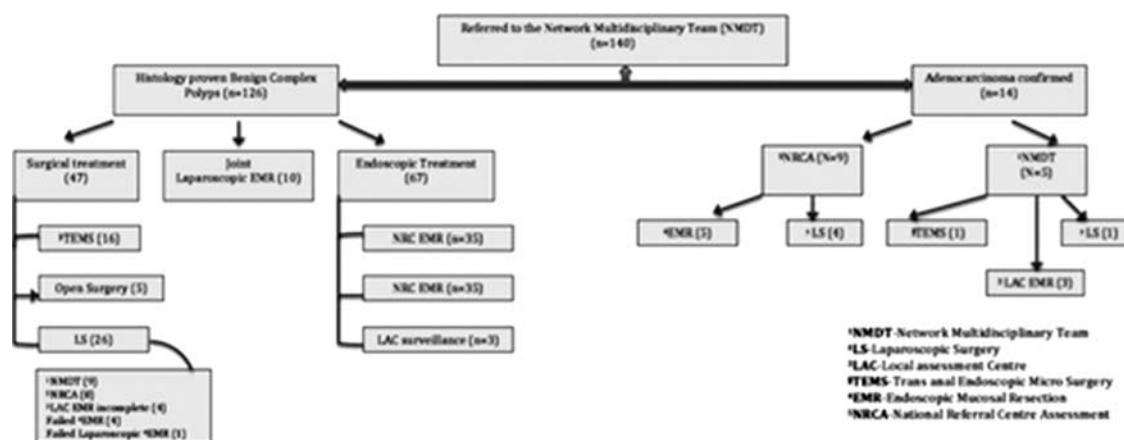 Referred to the Network Multidisciplinary Team (NMDT)
(n=140)
Histology proven Benign Complex
Polyps (n=126)
Adenocarcinoma confirmed
(n=14)
Surgical treatment
(47)
Joint
Laparoscopic EMR (10)
Endoscopic Treatment
(67)
NRCA (N=9)
NMDT
(N=5)
TEMS (16)
Open Surgery (5)
LS (26)
NMDT (9)
NRCA (8)
LAC EMR incomplete (4)
Failed EMR (4)
Failed Laparoscopic EMR (1)
NRC EMR (n=35)
NRC EMR (n=35)
LAC surveillance (n=3)
EMR (5)
LS (4)
TEMS (1)
LS (1)
LAC EMR (3)
NMDT-Network Multidisciplinary Team
LS-Laparoscopic Surgery
LAC-Local assessment Centre
TEMS-Trans anal Endoscopic Micro Surgery
EMR-Endoscopic Mucosal Resection
NRCA-National Referral Centre Assessment